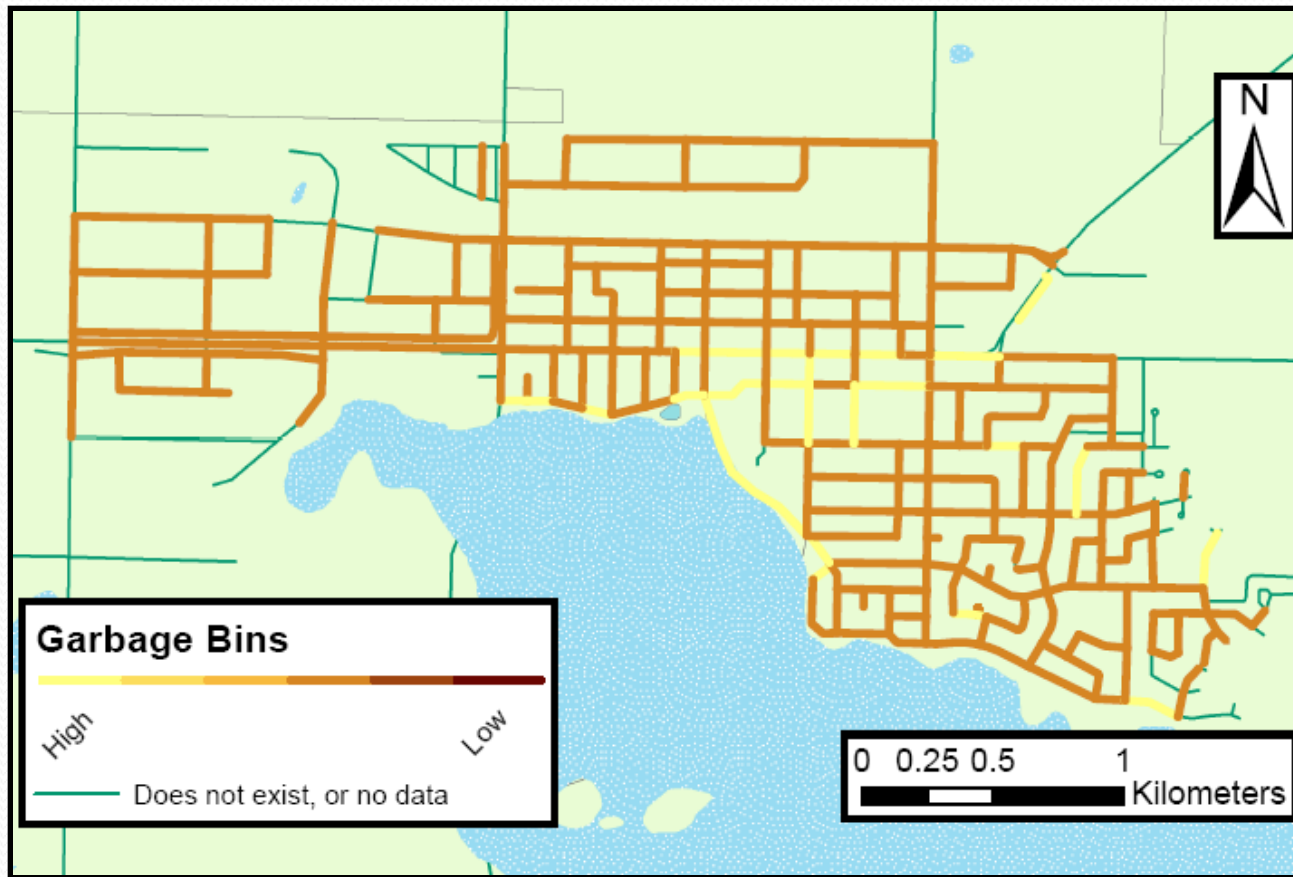 N
Garbage Bins
High
Low
Does not exist, or no data
0 0.25 0.5 1
Kilometers